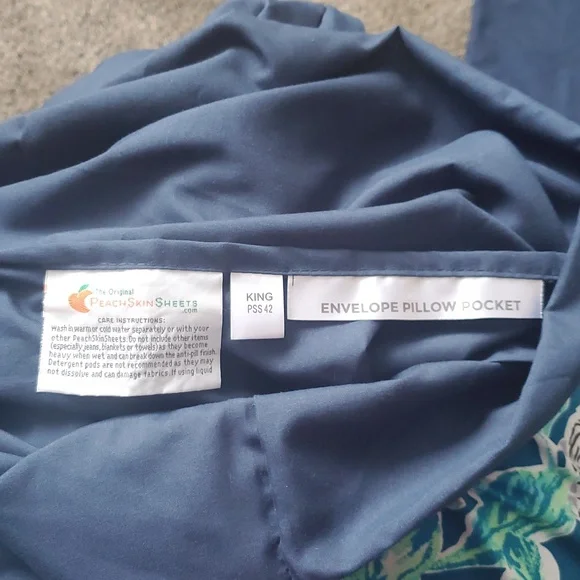 The Original
PEACHSKINSHEETS
.com
CARE INSTRUCTIONS:
Wash in warm or cold water separately or with your
other PeachSkinSheets. Do not include other items
(especially jeans, blankets or towels) as they become
heavy when wet and can break down the anti-pill finish.
Detergent pods are not recommended as they may
not dissolve and can damage fabrics. If using liquid
KING
PSS 42
ENVELOPE PILLOW POCKET